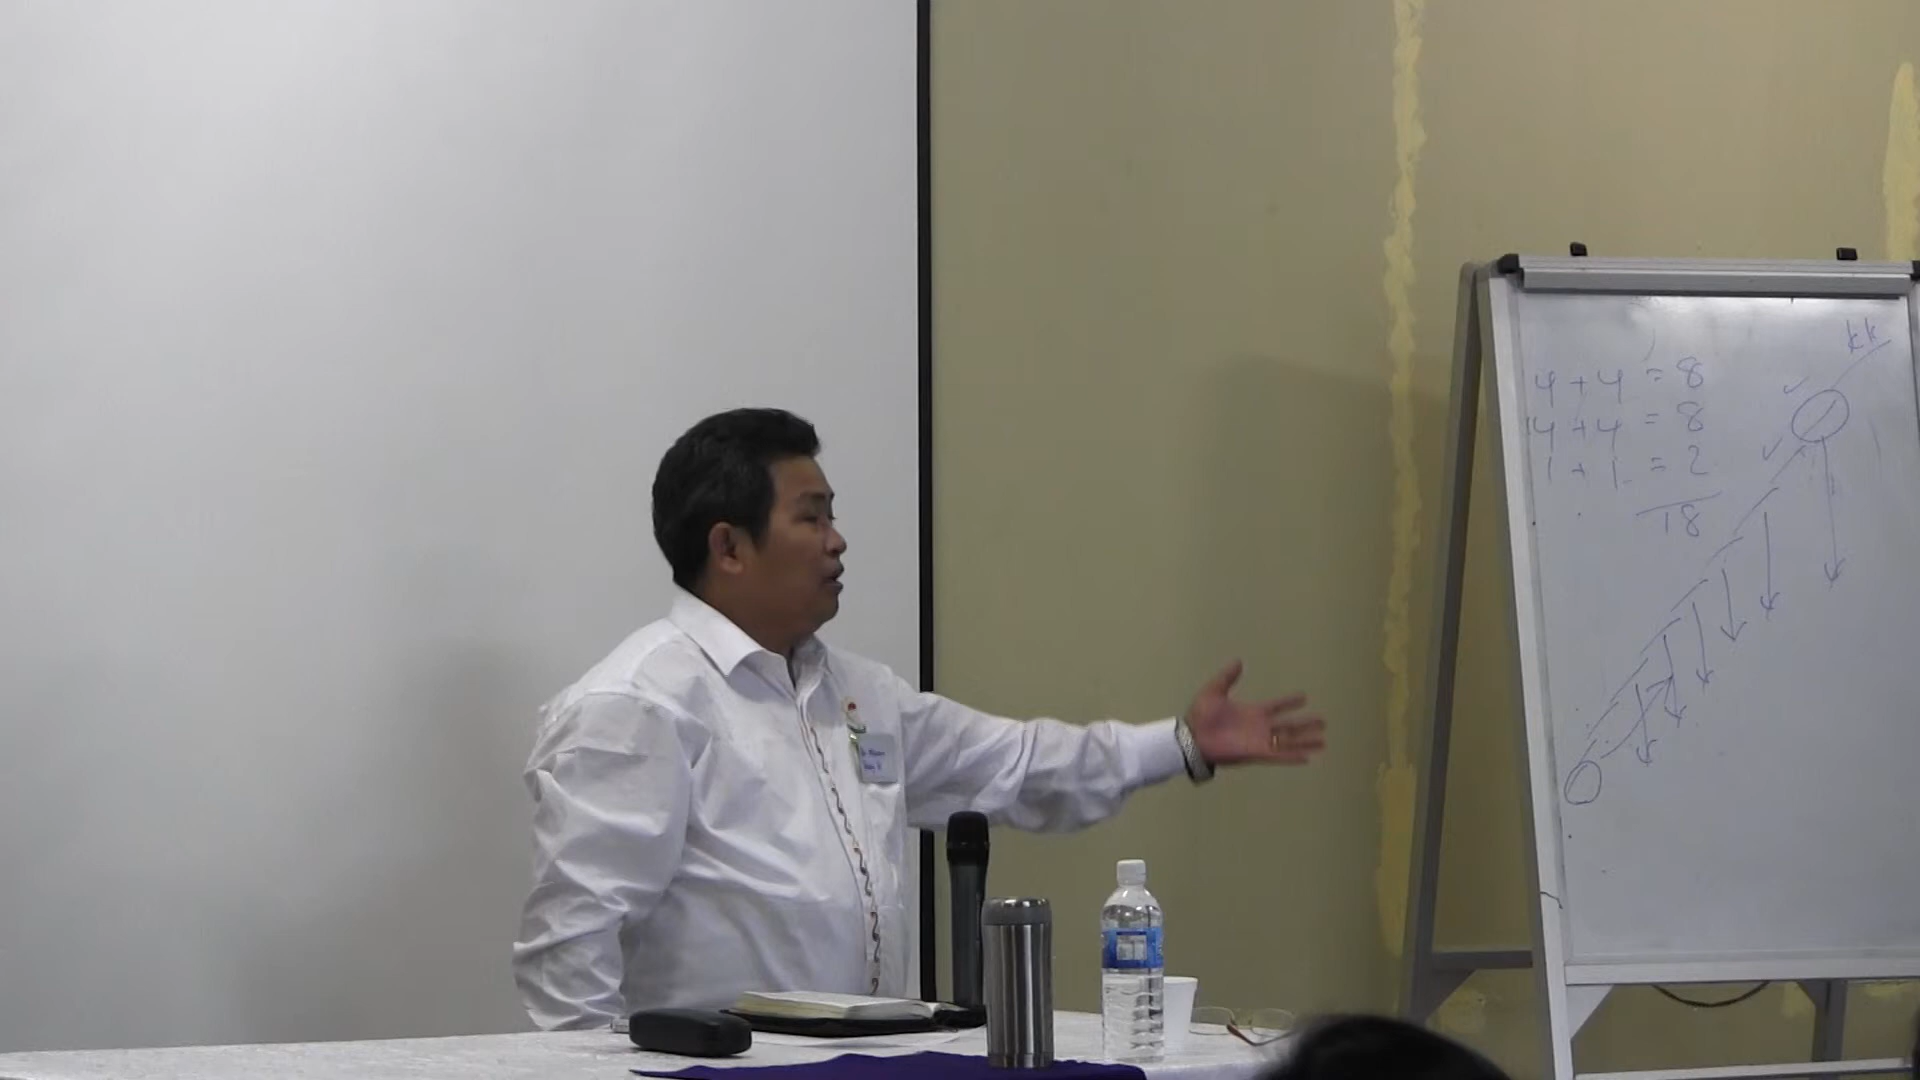 kk
4 + 4 = 8
4 + 4 = 8
1 + 1 = 2
18